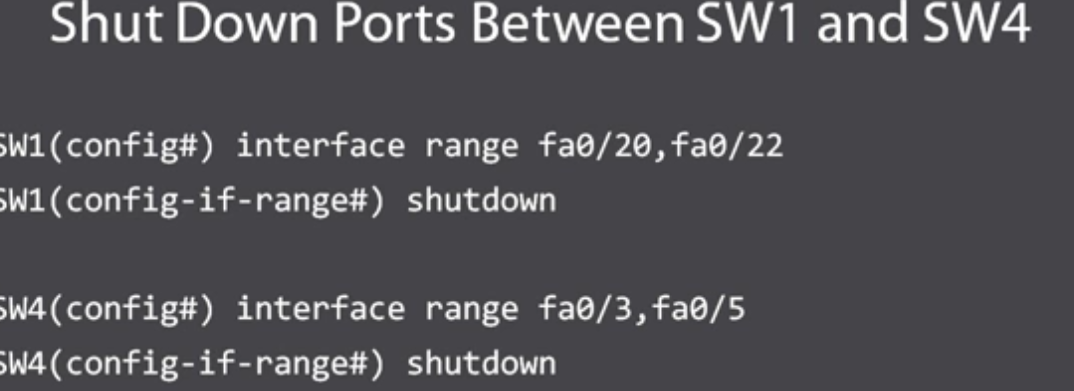 Shut Down Ports Between SW1 and SW4
SW1(config#) interface range fa0/20,fa0/22
SW1(config-if-range#) shutdown
SW4(config#) interface range fa0/3,fa0/5
SW4(config-if-range#) shutdown